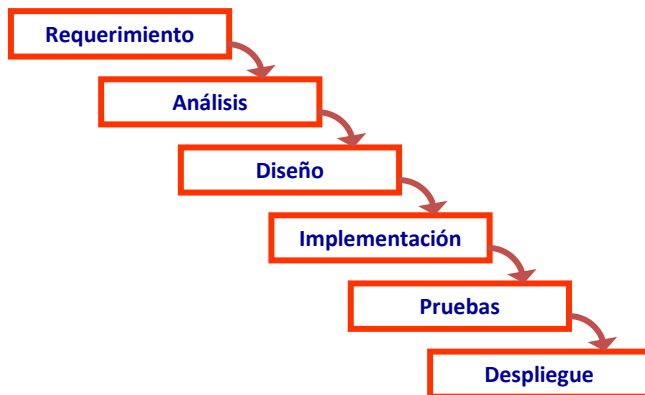 Requerimiento
Análisis
Diseño
Implementación
Pruebas
Despliegue